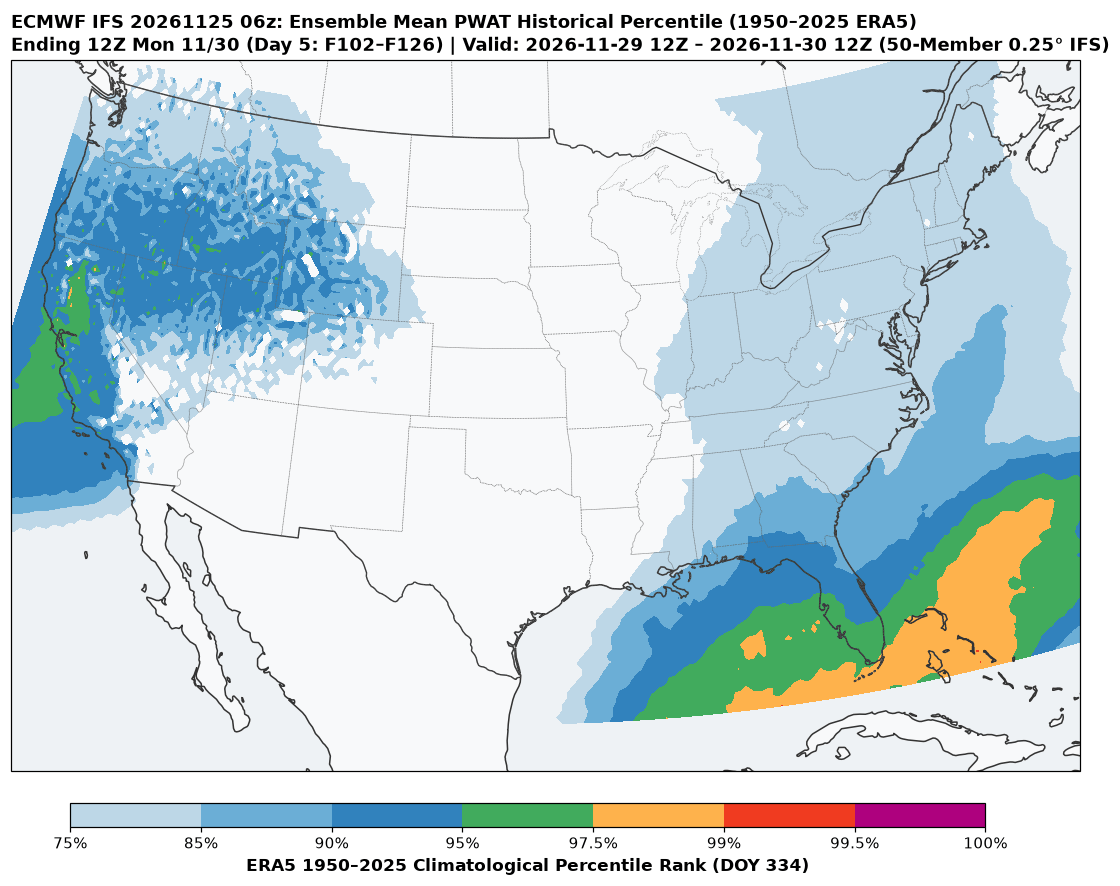 ECMWF IFS 20261125 06z: Ensemble Mean PWAT Historical Percentile (1950–2025 ERA5)
Ending 12Z Mon 11/30 (Day 5: F102–F126) | Valid: 2026-11-29 12Z – 2026-11-30 12Z (50-Member 0.25° IFS)
75% 85% 90% 95% 97.5% 99% 99.5% 100%
ERA5 1950–2025 Climatological Percentile Rank (DOY 334)